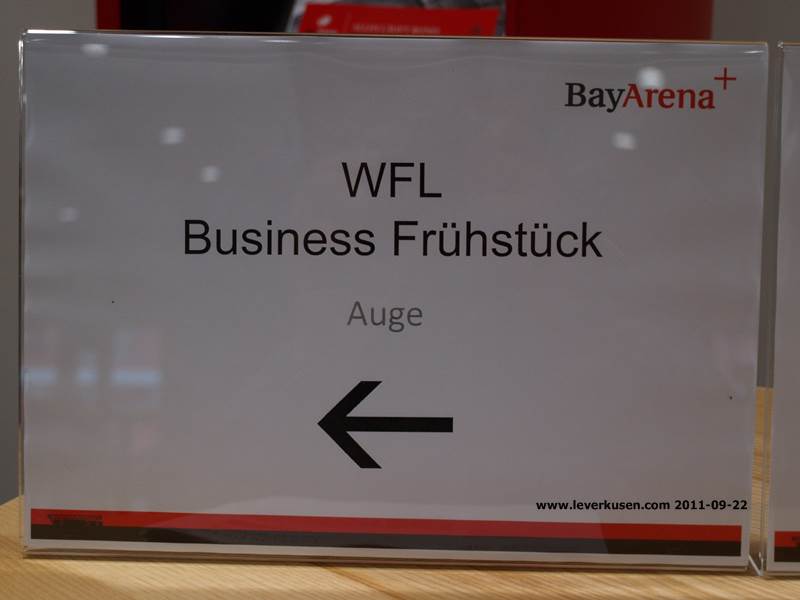 BayArena+
WFL
Business Frühstück
Auge
www.leverkusen.com 2011-09-22